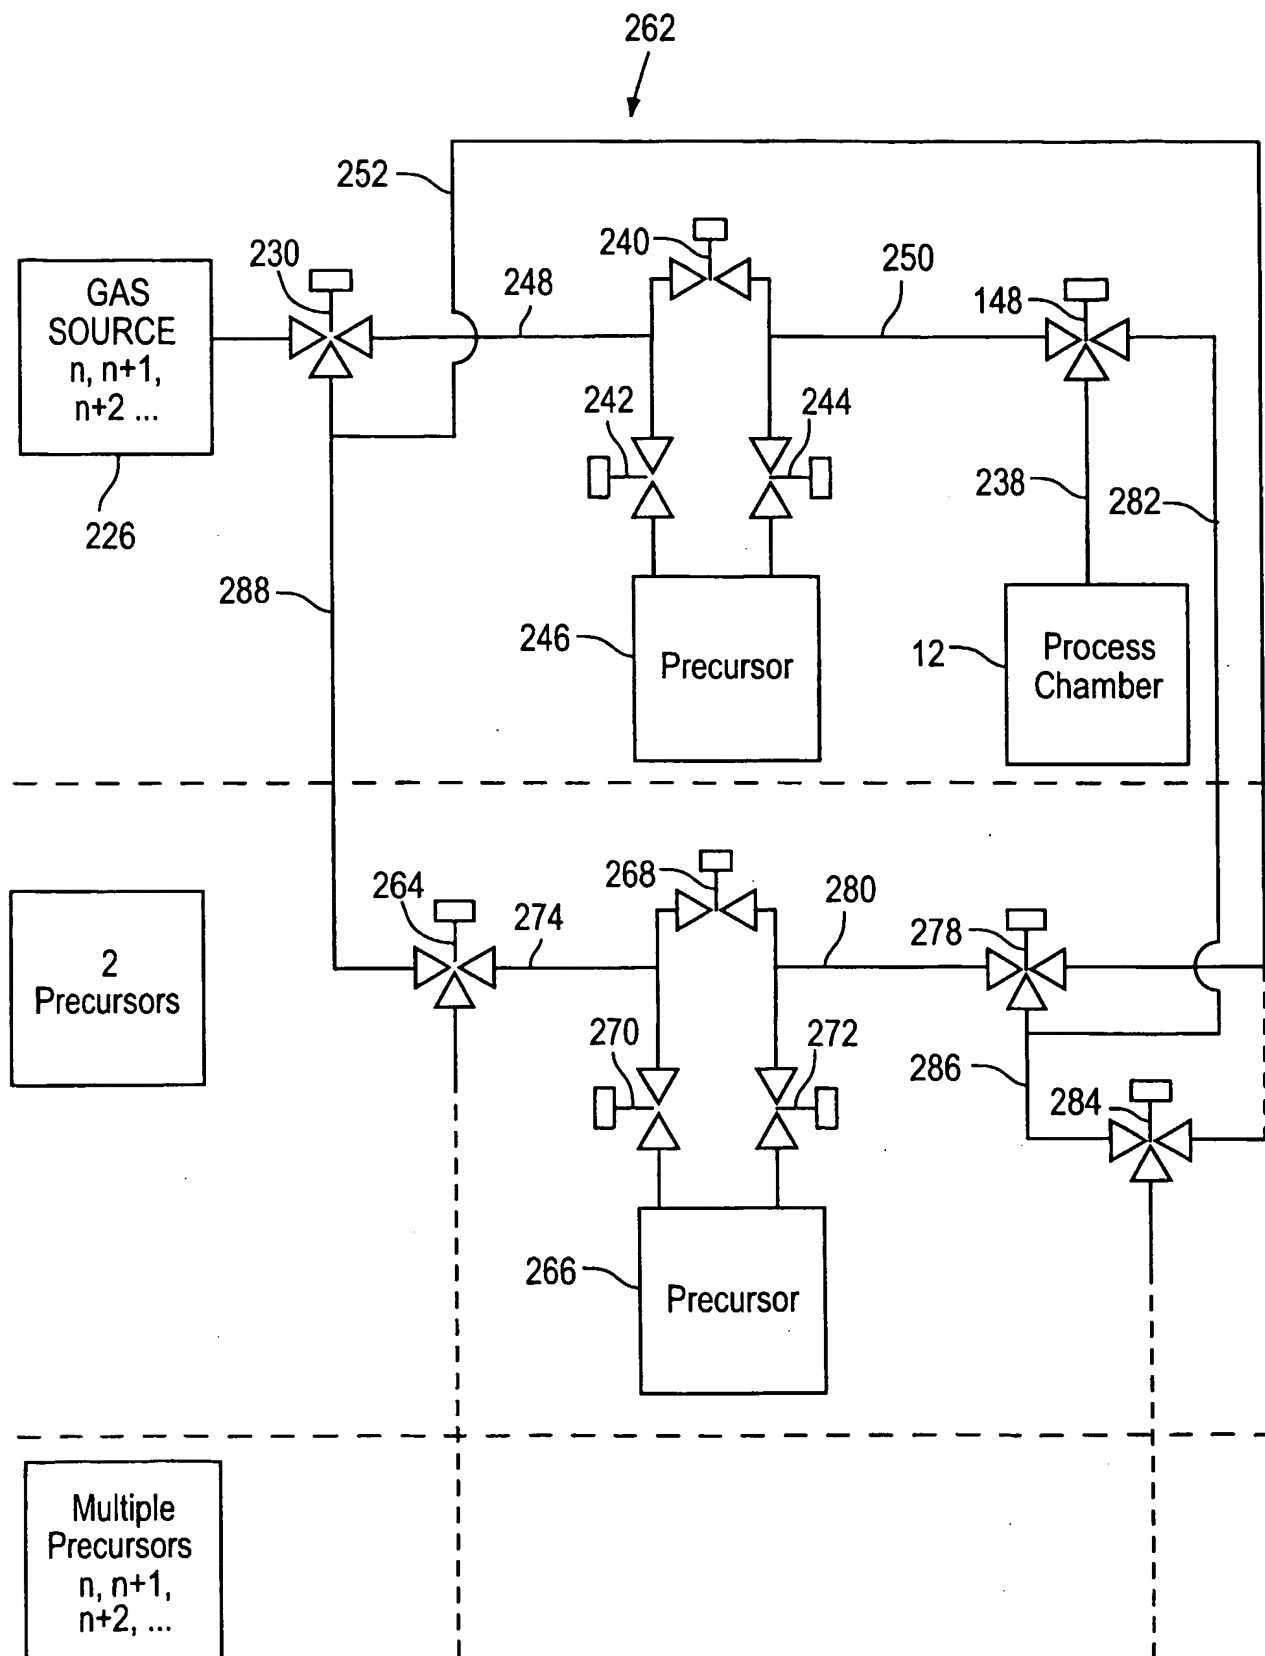 262
252
230
240
248
250
148
GAS
SOURCE
n, n+1,
n+2 ...
242
244
238
282
226
288
246
Precursor
12
Process
Chamber
264
274
268
280
278
2
Precursors
270
272
286
284
266
Precursor
Multiple
Precursors
n, n+1,
n+2, ...